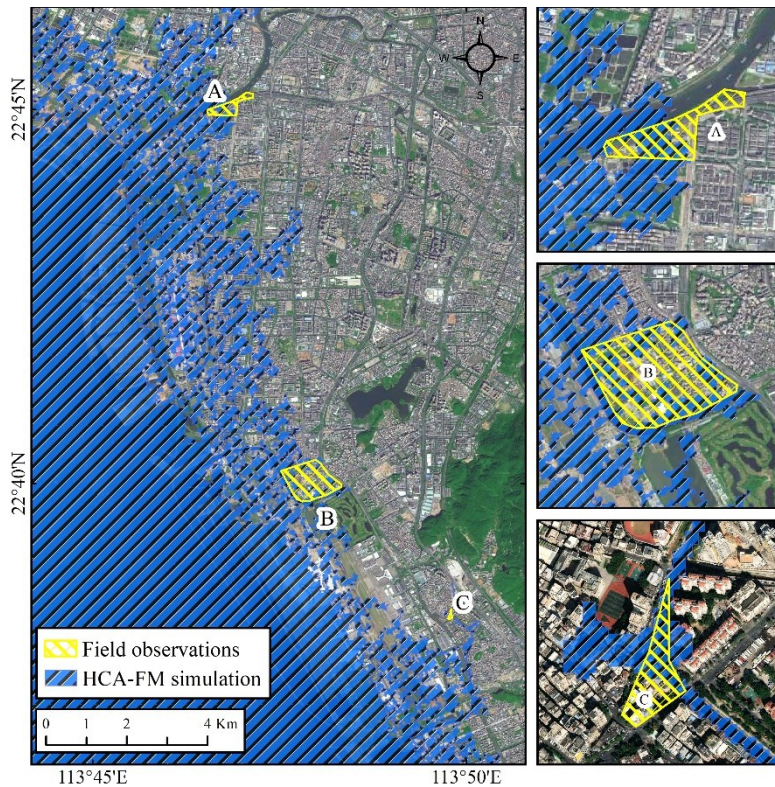 N
W E
S
A
22°45'N
22°40'N
B
C
Field observations
HCA-FM simulation
0 1 2 4 Km
113°45'E 113°50'E
A
B
C